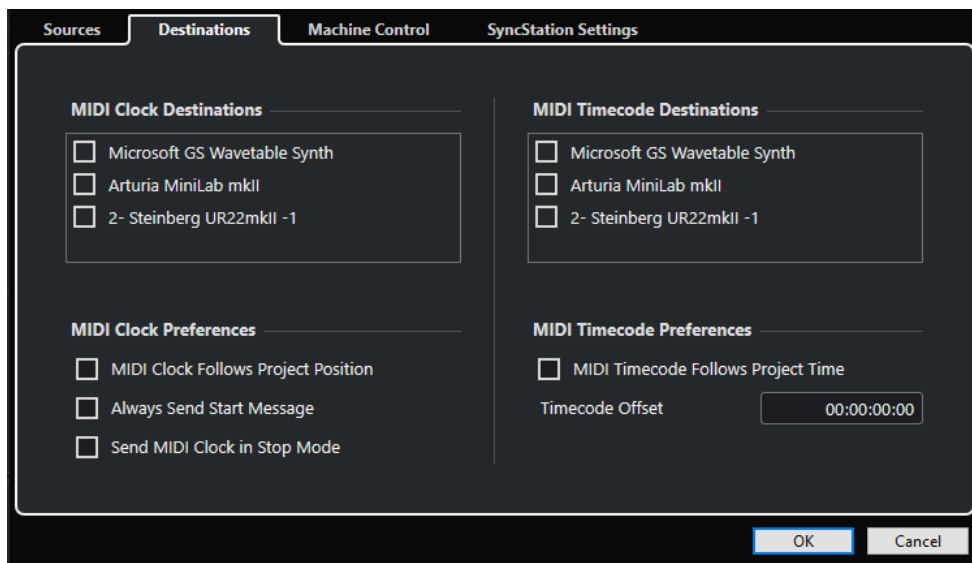 Sources Destinations Machine Control SyncStation Settings
MIDI Clock Destinations
Microsoft GS Wavetable Synth
Arturia MiniLab mkII
2- Steinberg UR22mkII -1
MIDI Timecode Destinations
Microsoft GS Wavetable Synth
Arturia MiniLab mkII
2- Steinberg UR22mkII -1
MIDI Clock Preferences
MIDI Clock Follows Project Position
Always Send Start Message
Send MIDI Clock in Stop Mode
MIDI Timecode Preferences
MIDI Timecode Follows Project Time
Timecode Offset 00:00:00:00
OK Cancel